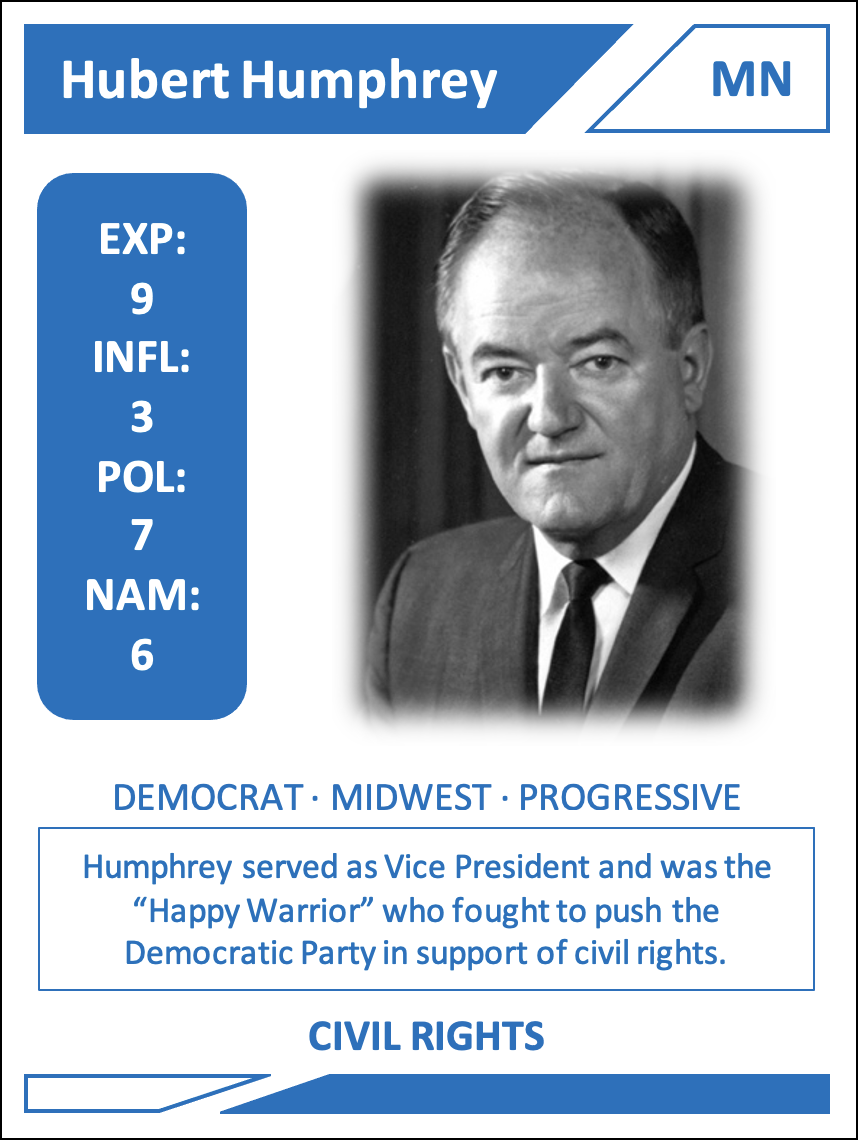 Hubert Humphrey
MN
EXP:
9
INFL:
3
POL:
7
NAM:
6
DEMOCRAT · MIDWEST · PROGRESSIVE
Humphrey served as Vice President and was the
“Happy Warrior” who fought to push the
Democratic Party in support of civil rights.
CIVIL RIGHTS